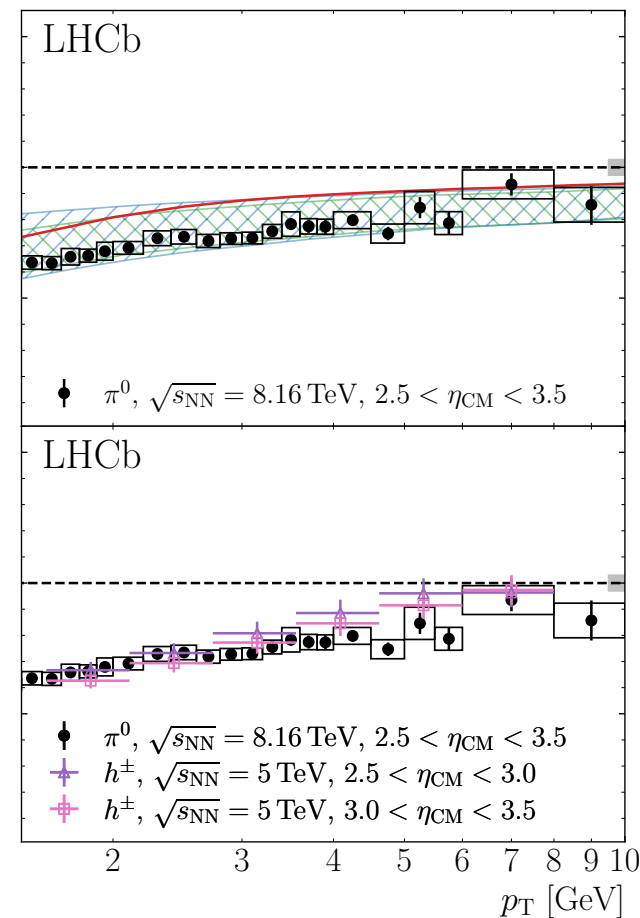 LHCb
π⁰, √s_NN = 8.16 TeV, 2.5 < η_CM < 3.5
LHCb
π⁰, √s_NN = 8.16 TeV, 2.5 < η_CM < 3.5
h^±, √s_NN = 5 TeV, 2.5 < η_CM < 3.0
h^±, √s_NN = 5 TeV, 3.0 < η_CM < 3.5
2 3 4 5 6 7 8 9 10
p_T [GeV]